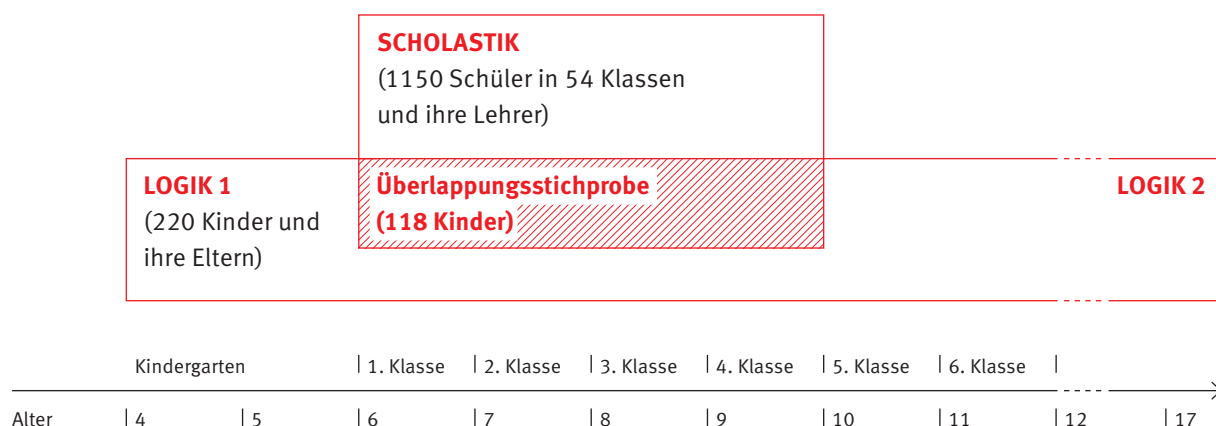 SCHOLASTIK
(1150 Schüler in 54 Klassen
und ihre Lehrer)
LOGIK 1
(220 Kinder und
ihre Eltern)
Überlappungsstichprobe
(118 Kinder)
LOGIK 2
Kindergarten 1. Klasse 2. Klasse 3. Klasse 4. Klasse 5. Klasse 6. Klasse
Alter 4 5 6 7 8 9 10 11 12 17